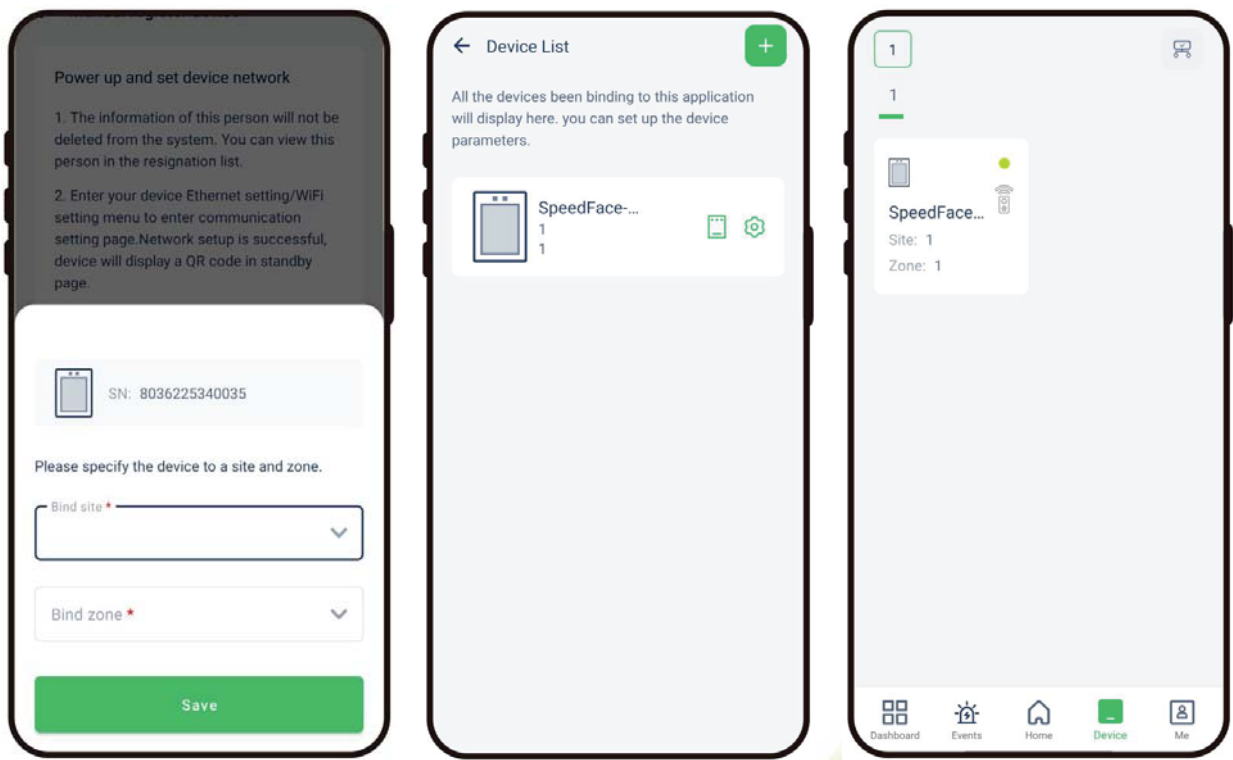 Power up and set device network
1. The information of this person will not be
deleted from the system. You can view this
person in the resignation list.
2. Enter your device Ethernet setting/WiFi
setting menu to enter communication
setting page.Network setup is successful,
device will display a QR code in standby
page.
SN: 8036225340035
Please specify the device to a site and zone.
Bind site *
Bind zone *
Save
Device List
+
All the devices been binding to this application
will display here. you can set up the device
parameters.
SpeedFace-...
1
1
1
1
SpeedFace...
Site: 1
Zone: 1
Dashboard
Events
Home
Device
Me